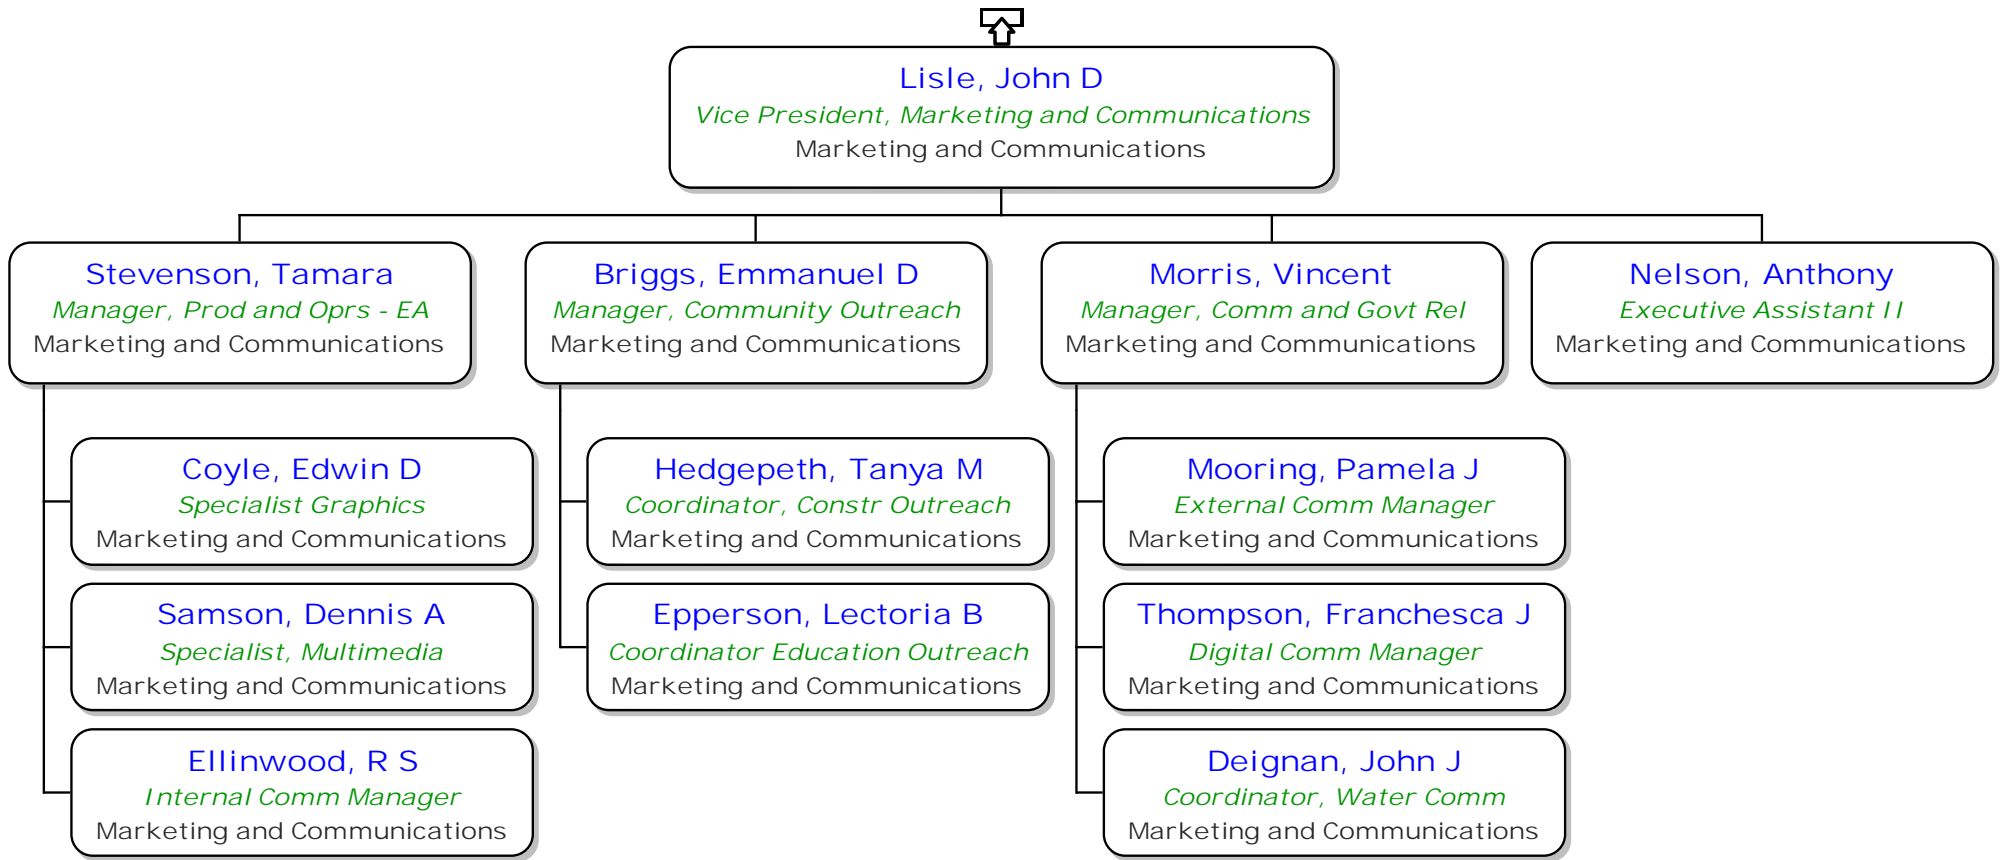 Lisle, John D
Vice President, Marketing and Communications
Marketing and Communications
Stevenson, Tamara
Manager, Prod and Oprs - EA
Marketing and Communications
Briggs, Emmanuel D
Manager, Community Outreach
Marketing and Communications
Morris, Vincent
Manager, Comm and Govt Rel
Marketing and Communications
Nelson, Anthony
Executive Assistant II
Marketing and Communications
Coyle, Edwin D
Specialist Graphics
Marketing and Communications
Samson, Dennis A
Specialist, Multimedia
Marketing and Communications
Ellinwood, R S
Internal Comm Manager
Marketing and Communications
Hedgepeth, Tanya M
Coordinator, Constr Outreach
Marketing and Communications
Epperson, Lectoria B
Coordinator Education Outreach
Marketing and Communications
Mooring, Pamela J
External Comm Manager
Marketing and Communications
Thompson, Franchesca J
Digital Comm Manager
Marketing and Communications
Deignan, John J
Coordinator, Water Comm
Marketing and Communications